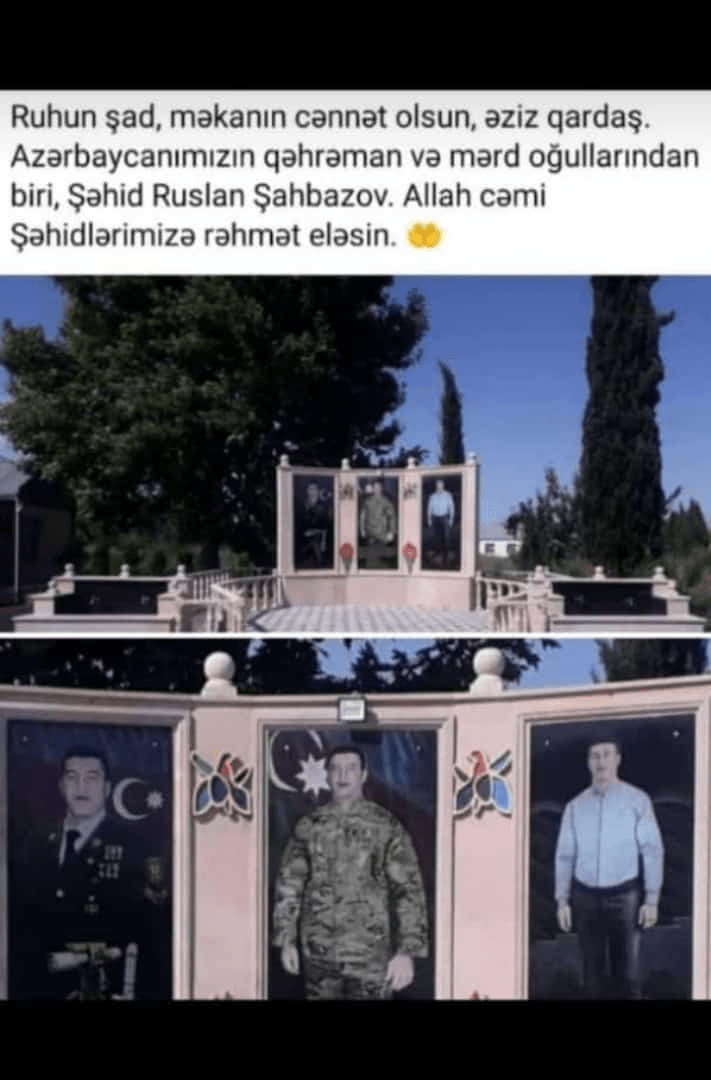 Ruhun şad, məkanın cənnət olsun, əziz qardaş.
Azərbaycanımızın qəhrəman və mərd oğullarından
biri, Şəhid Ruslan Şahbazov. Allah cəmi
Şəhidlərimizə rəhmət eləsin. 🤲